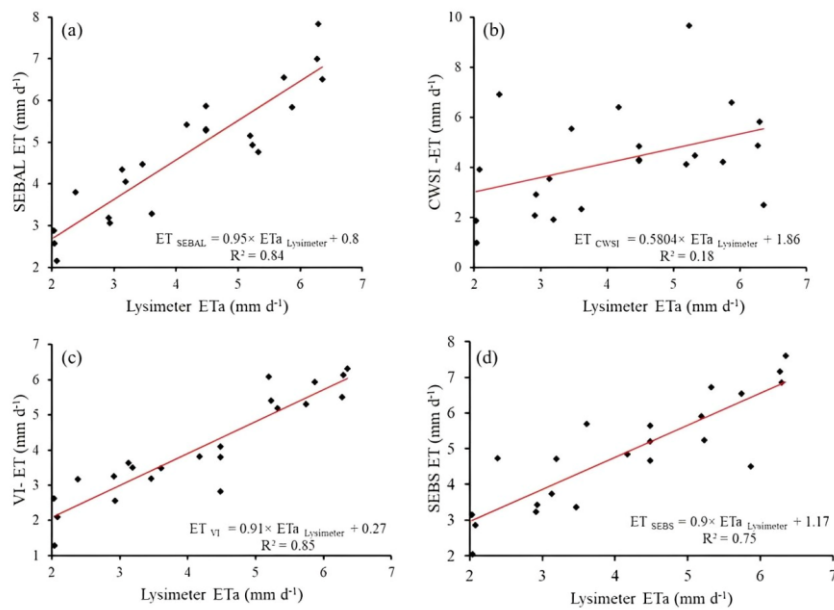 (a)
8
7
6
5
4
3
2
SEBAL ET (mm d⁻¹)
ET SEBAL = 0.95× ETa Lysimeter + 0.8
R² = 0.84
2 3 4 5 6 7
Lysimeter ETa (mm d⁻¹)
(b)
10
8
6
4
2
0
CWSI -ET (mm d⁻¹)
ET CWSI = 0.5804× ETa Lysimeter + 1.86
R² = 0.18
2 3 4 5 6 7
Lysimeter ETa (mm d⁻¹)
(c)
7
6
5
4
3
2
1
VI- ET (mm d⁻¹)
ET VI = 0.91× ETa Lysimeter + 0.27
R² = 0.85
2 3 4 5 6 7
Lysimeter ETa (mm d⁻¹)
(d)
8
7
6
5
4
3
2
SEBS ET (mm d⁻¹)
ET SEBS = 0.9× ETa Lysimeter + 1.17
R² = 0.75
2 3 4 5 6 7
Lysimeter ETa (mm d⁻¹)